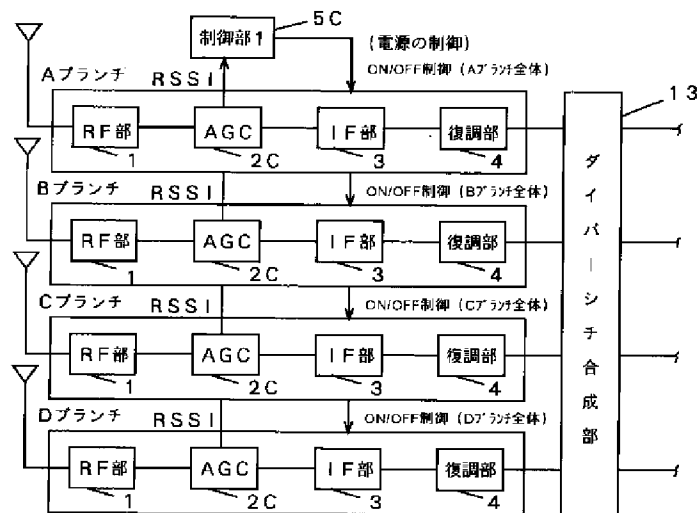 5C
制御部1
(電源の制御)
Aブランチ
RSSI
ON/OFF制御(Aブランチ全体)
13
RF部
AGC
IF部
復調部
1
2C
3
4
Bブランチ
RSSI
ON/OFF制御(Bブランチ全体)
RF部
AGC
IF部
復調部
1
2C
3
4
Cブランチ
RSSI
ON/OFF制御(Cブランチ全体)
RF部
AGC
IF部
復調部
1
2C
3
4
Dブランチ
RSSI
ON/OFF制御(Dブランチ全体)
RF部
AGC
IF部
復調部
1
2C
3
4
ダイバーシチ合成部